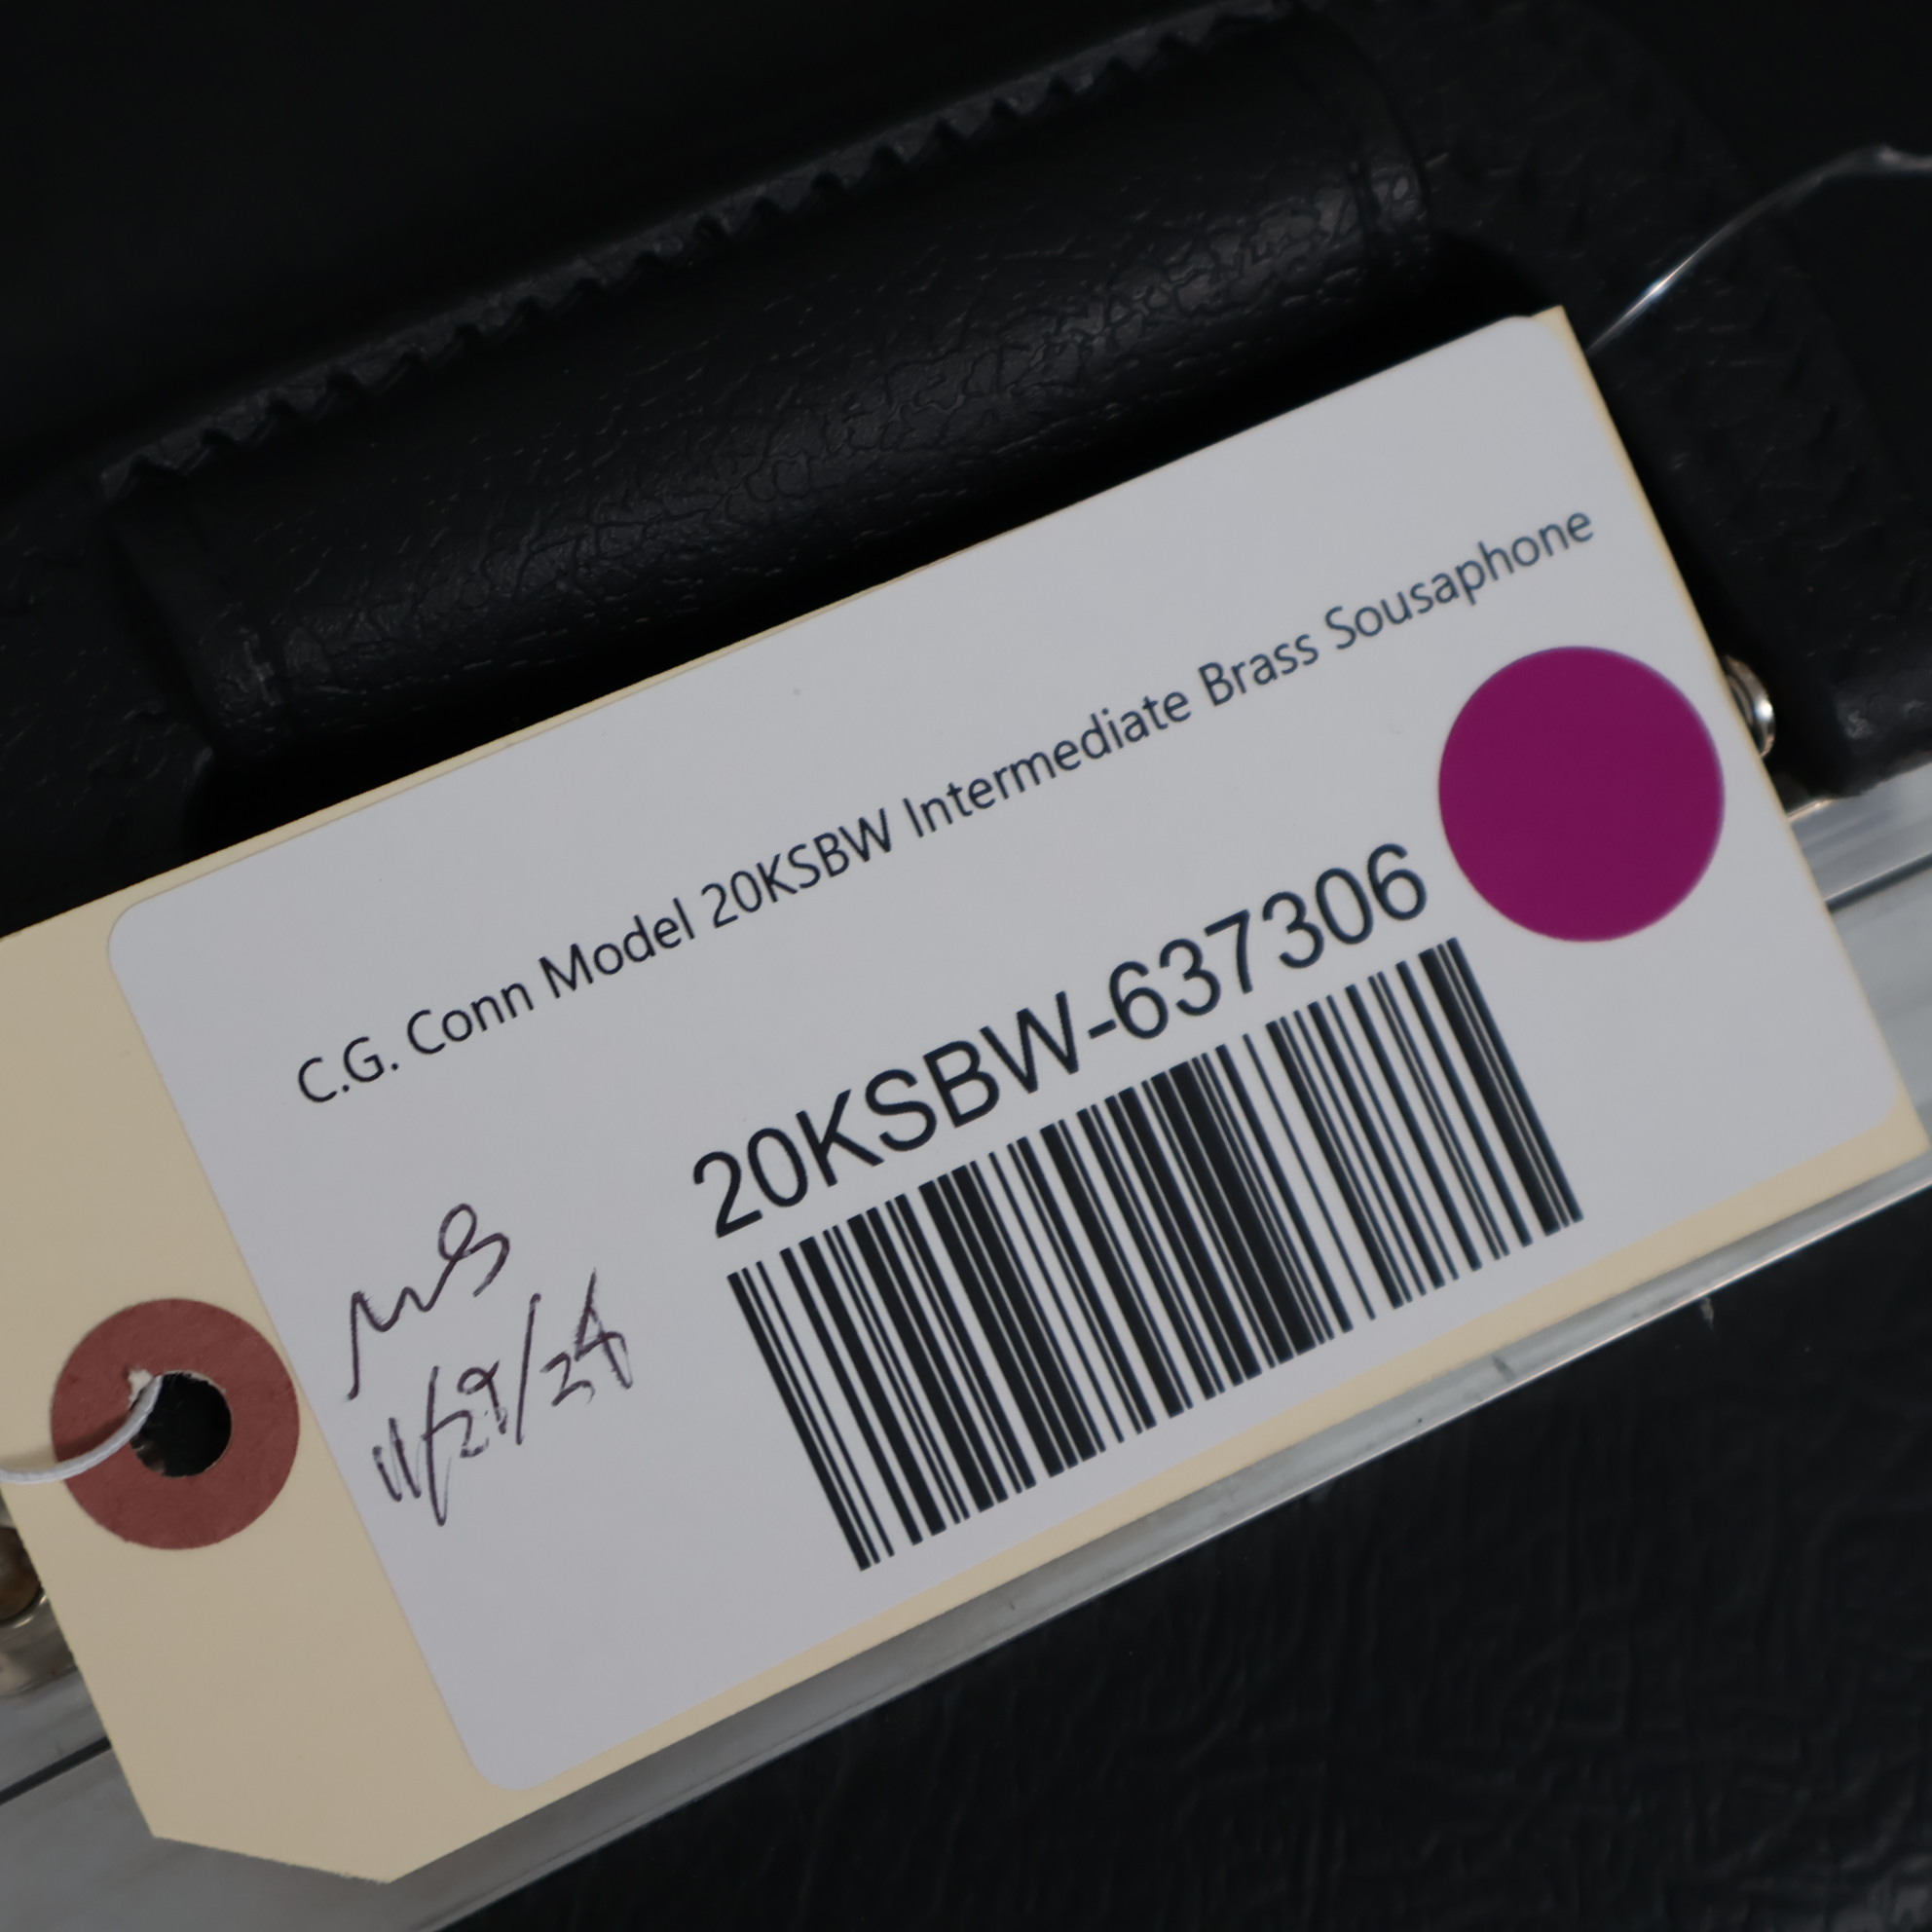 C.G. Conn Model 20KSBW Intermediate Brass Sousaphone
20KSBW-637306
11/29/24